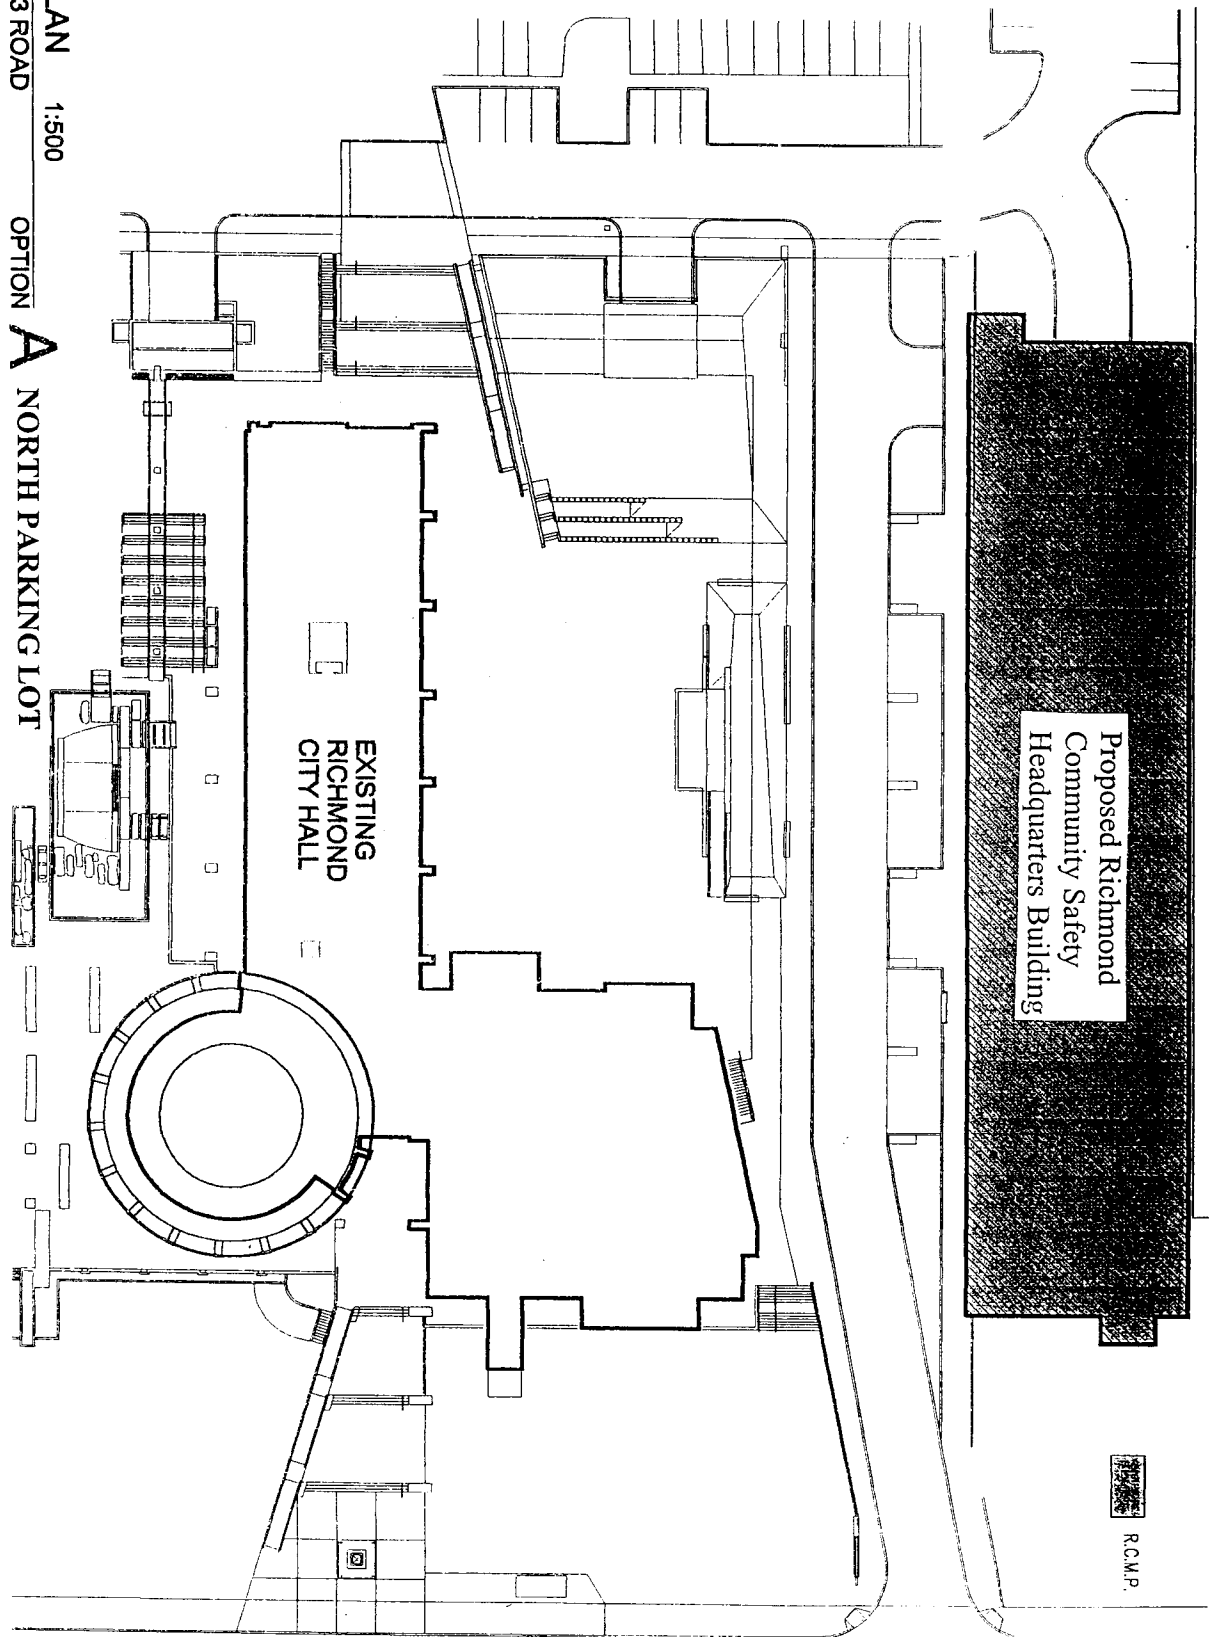 LAN 1:500
3 ROAD OPTION A NORTH PARKING LOT
EXISTING
RICHMOND
CITY HALL
Proposed Richmond
Community Safety
Headquarters Building
R.C.M.P.